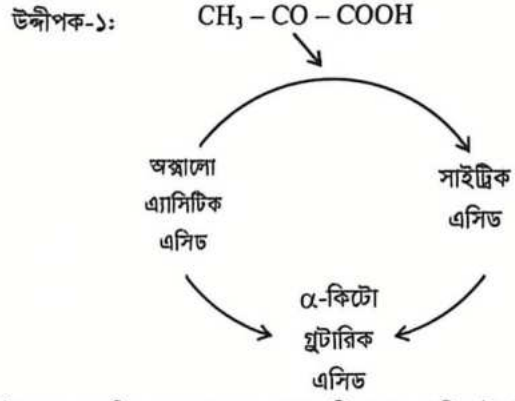 উদ্দীপক-১:
CH₃ – CO – COOH
অক্সালো
এ্যাসিটিক
এসিড
সাইট্রিক
এসিড
α-কিটো
গ্লুটারিক
এসিড